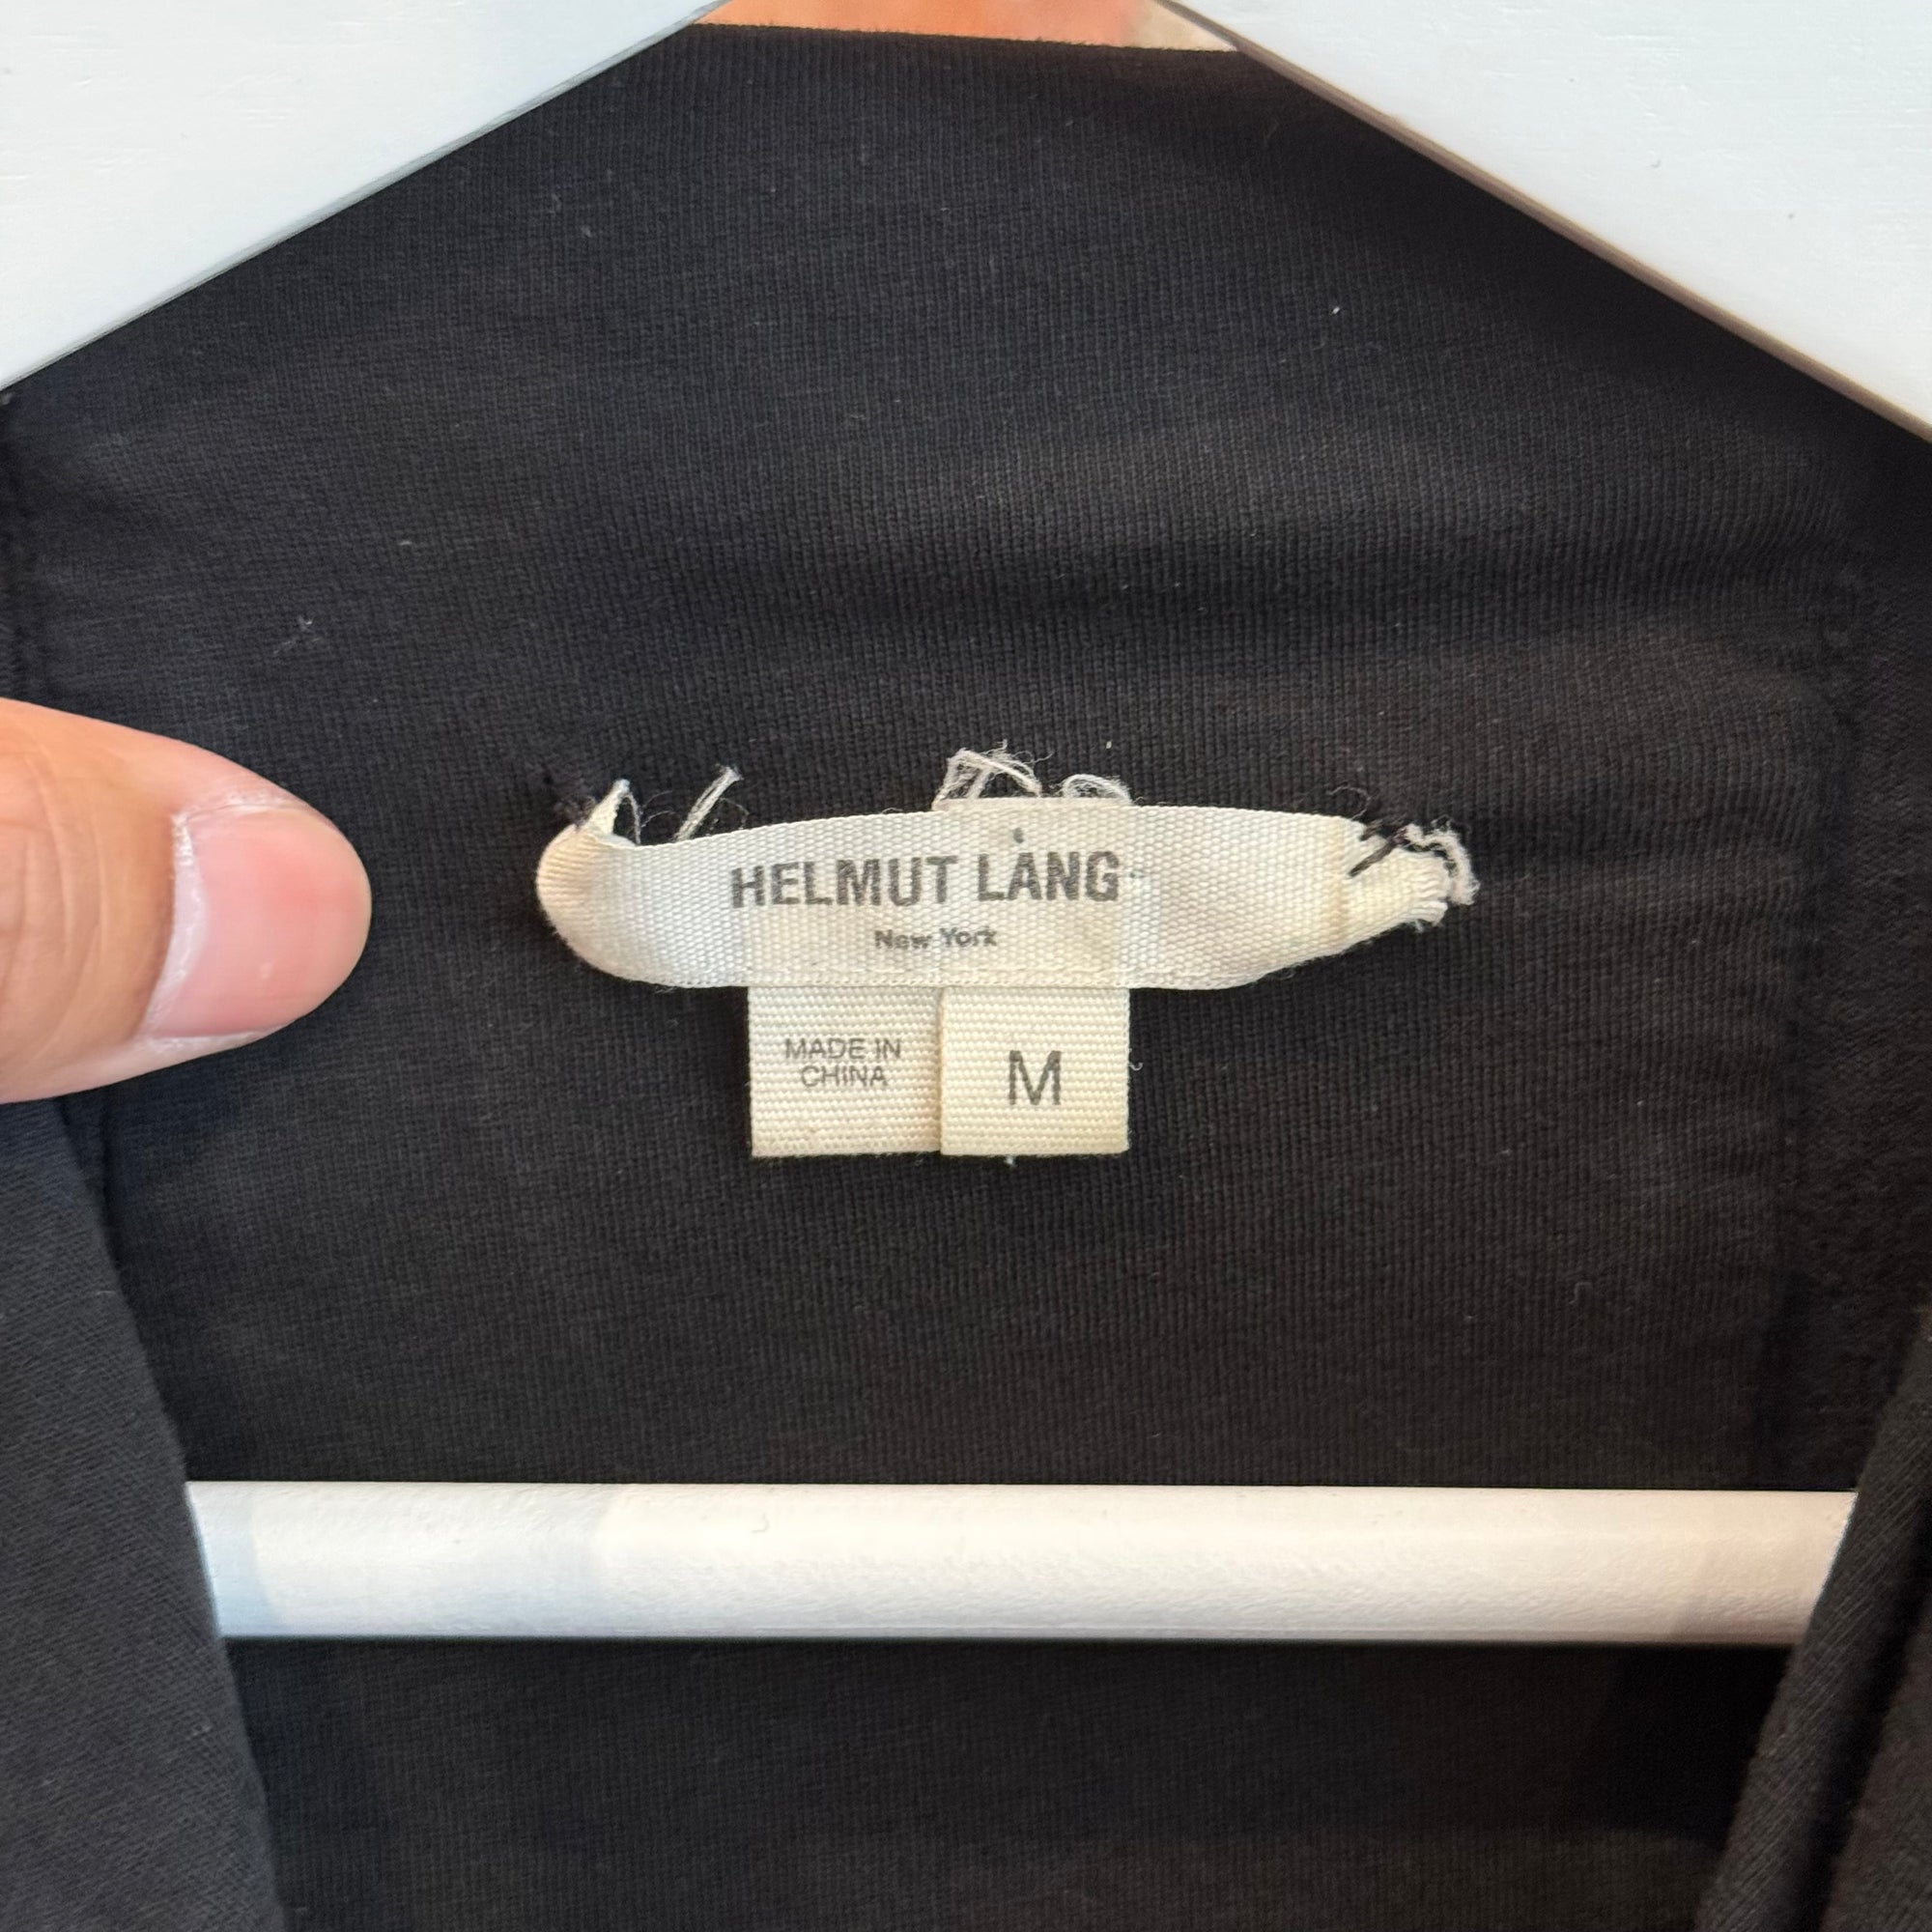 HELMUT LANG
New York
MADE IN
CHINA
M